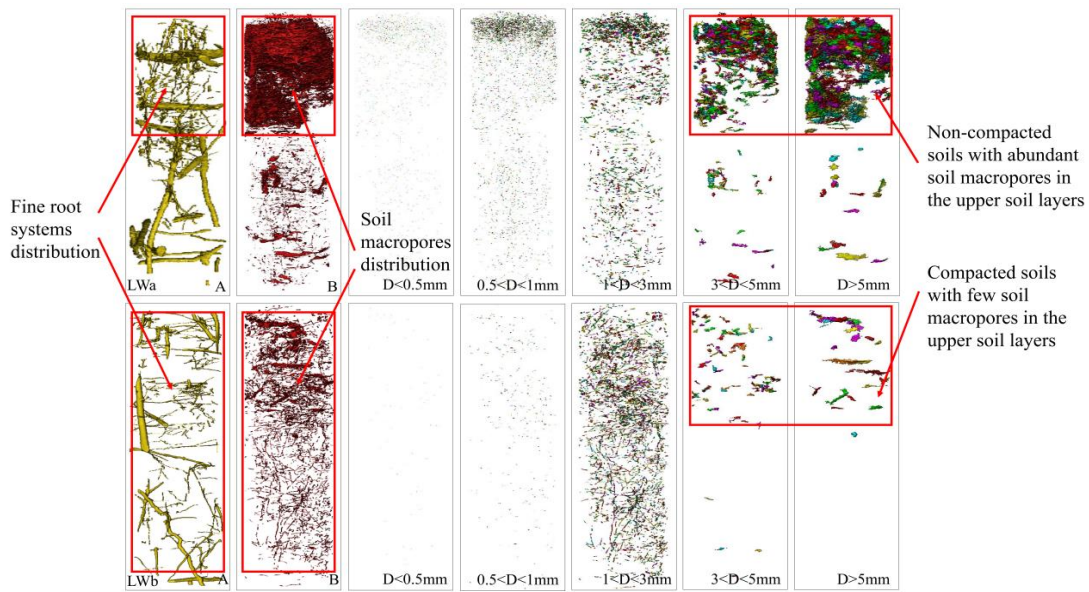 Fine root
systems
distribution
Soil
macropores
distribution
Non-compacted
soils with abundant
soil macropores in
the upper soil layers
Compacted soils
with few soil
macropores in the
upper soil layers
LWa
A
B
D<0.5mm
0.5<D<1mm
1<D<3mm
3<D<5mm
D>5mm
LWb
A
B
D<0.5mm
0.5<D<1mm
1<D<3mm
3<D<5mm
D>5mm